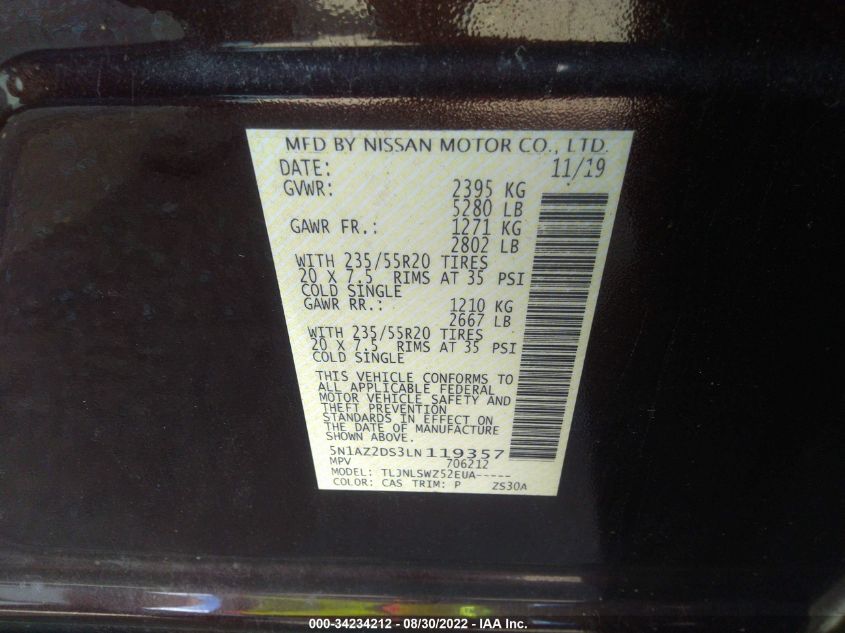 MFD BY NISSAN MOTOR CO., LTD.
DATE: 11/19
GVWR: 2395 KG
5280 LB
GAWR FR.: 1271 KG
2802 LB
WITH 235/55R20 TIRES
20 X 7.5 RIMS AT 35 PSI
COLD SINGLE
GAWR RR.: 1210 KG
2667 LB
WITH 235/55R20 TIRES
20 X 7.5 RIMS AT 35 PSI
COLD SINGLE
THIS VEHICLE CONFORMS TO
ALL APPLICABLE FEDERAL
MOTOR VEHICLE SAFETY AND
THEFT PREVENTION
STANDARDS IN EFFECT ON
THE DATE OF MANUFACTURE
SHOWN ABOVE.
5N1AZ2DS3LN119357
MPV 706212
MODEL: TLJNLSWZ52EUA-----
COLOR: CAS TRIM: P ZS30A
000-34234212 - 08/30/2022 - IAA Inc.